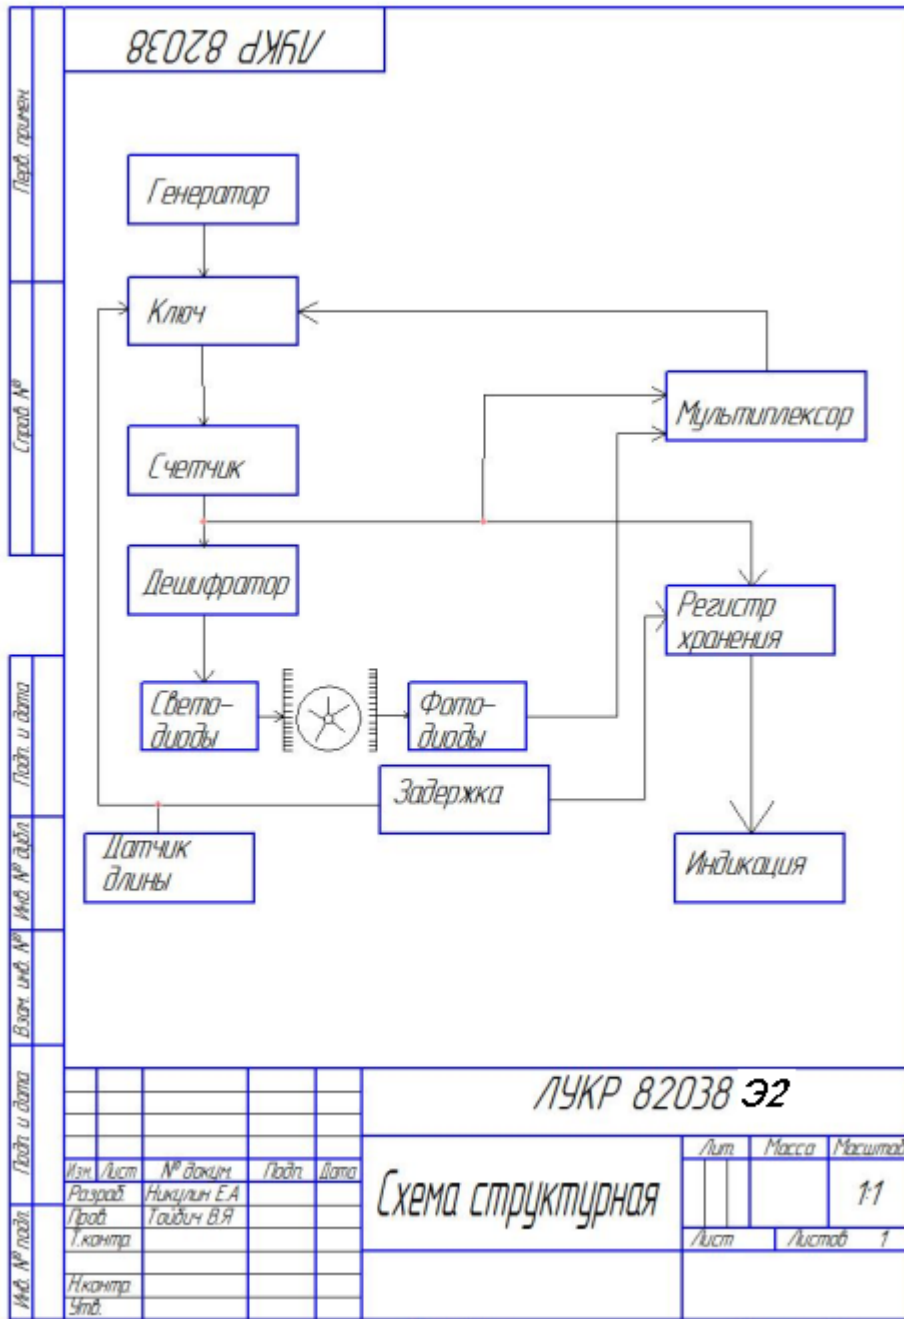 ЛУКР 82038
Перв. примен.
Справ. №
Подп. и дата
Инв. № дубл.
Взам. инв. №
Подп. и дата
Инв. № подл.
Генератор
Ключ
Счетчик
Мультиплексор
Дешифратор
Регистр
хранения
Свето-
диоды
Фото-
диоды
Задержка
Датчик
длины
Индикация
ЛУКР 82038 Э2
Изм. Лист № докум. Подп. Дата
Разраб. Никулин Е.А
Пров. Тайбич В.Я
Т.контр.
Н.контр.
Утв.
Схема структурная
Лит. Масса Масштаб
1:1
Лист Листов 1